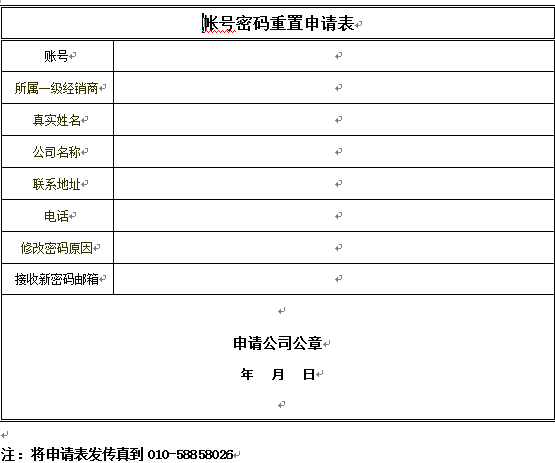 账号密码重置申请表
账号
所属一级经销商
真实姓名
公司名称
联系地址
电话
修改密码原因
接收新密码邮箱
申请公司公章
年 月 日
注：将申请表发传真到 010-58858026